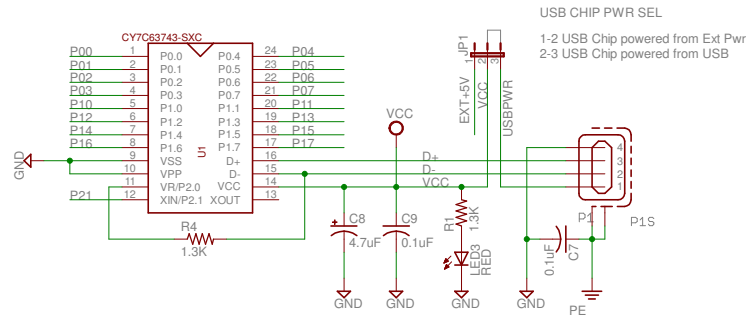 USB CHIP PWR SEL
1-2 USB Chip powered from Ext Pwr
2-3 USB Chip powered from USB
CY7C63743-SXC
P00 1 P0.0 P0.4 24 P04
P01 2 P0.1 P0.5 23 P05
P02 3 P0.2 P0.6 22 P06
P03 4 P0.3 P0.7 21 P07
P10 5 P1.0 P1.1 20 P11
P12 6 P1.2 P1.3 19 P13
P14 7 P1.4 P1.5 18 P15
P16 8 P1.6 P1.7 17 P17
9 VSS D+ 16 D+
10 VPP D- 15 D-
11 VR/P2.0 VCC 14 VCC
P21 12 XIN/P2.1 XOUT 13
U1
GND
R4
1.3K
VCC
JP1
1 2 3
EXT+5V
VCC
USBPWR
4
3
2
1
P1
P1S
C8
4.7uF
C9
0.1uF
R1
1.3K
LED3
RED
0.1uF
C7
GND
GND
GND
GND
PE